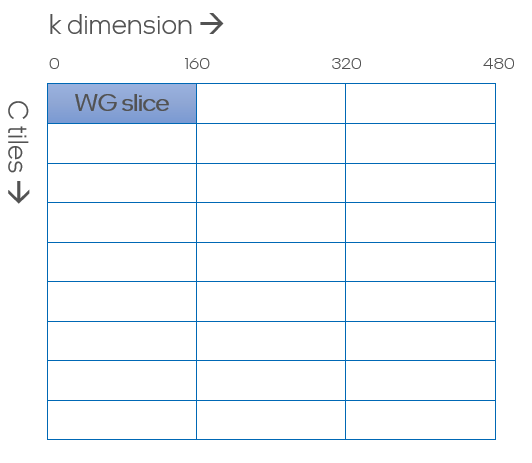 k dimension →
0 160 320 480
C tiles →
WG slice